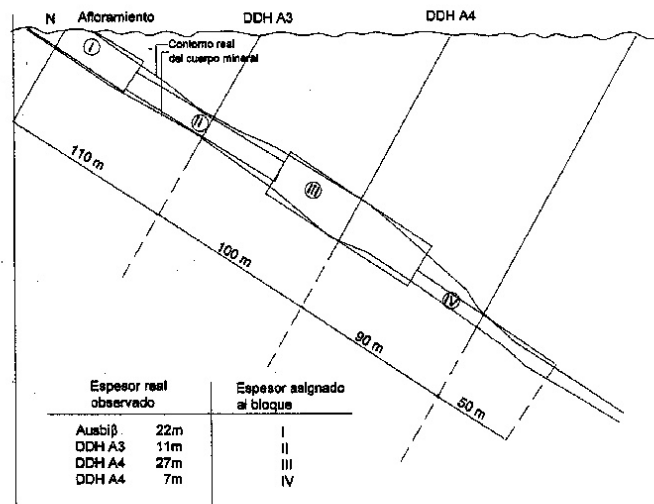 N Afloramiento DDH A3 DDH A4
I
Contorno real
del cuerpo mineral
II
110 m
III
100 m
IV
90 m
50 m
Espesor real Espesor asignado
observado al bloque
Ausbiβ 22m I
DDH A3 11m II
DDH A4 27m III
DDH A4 7m IV